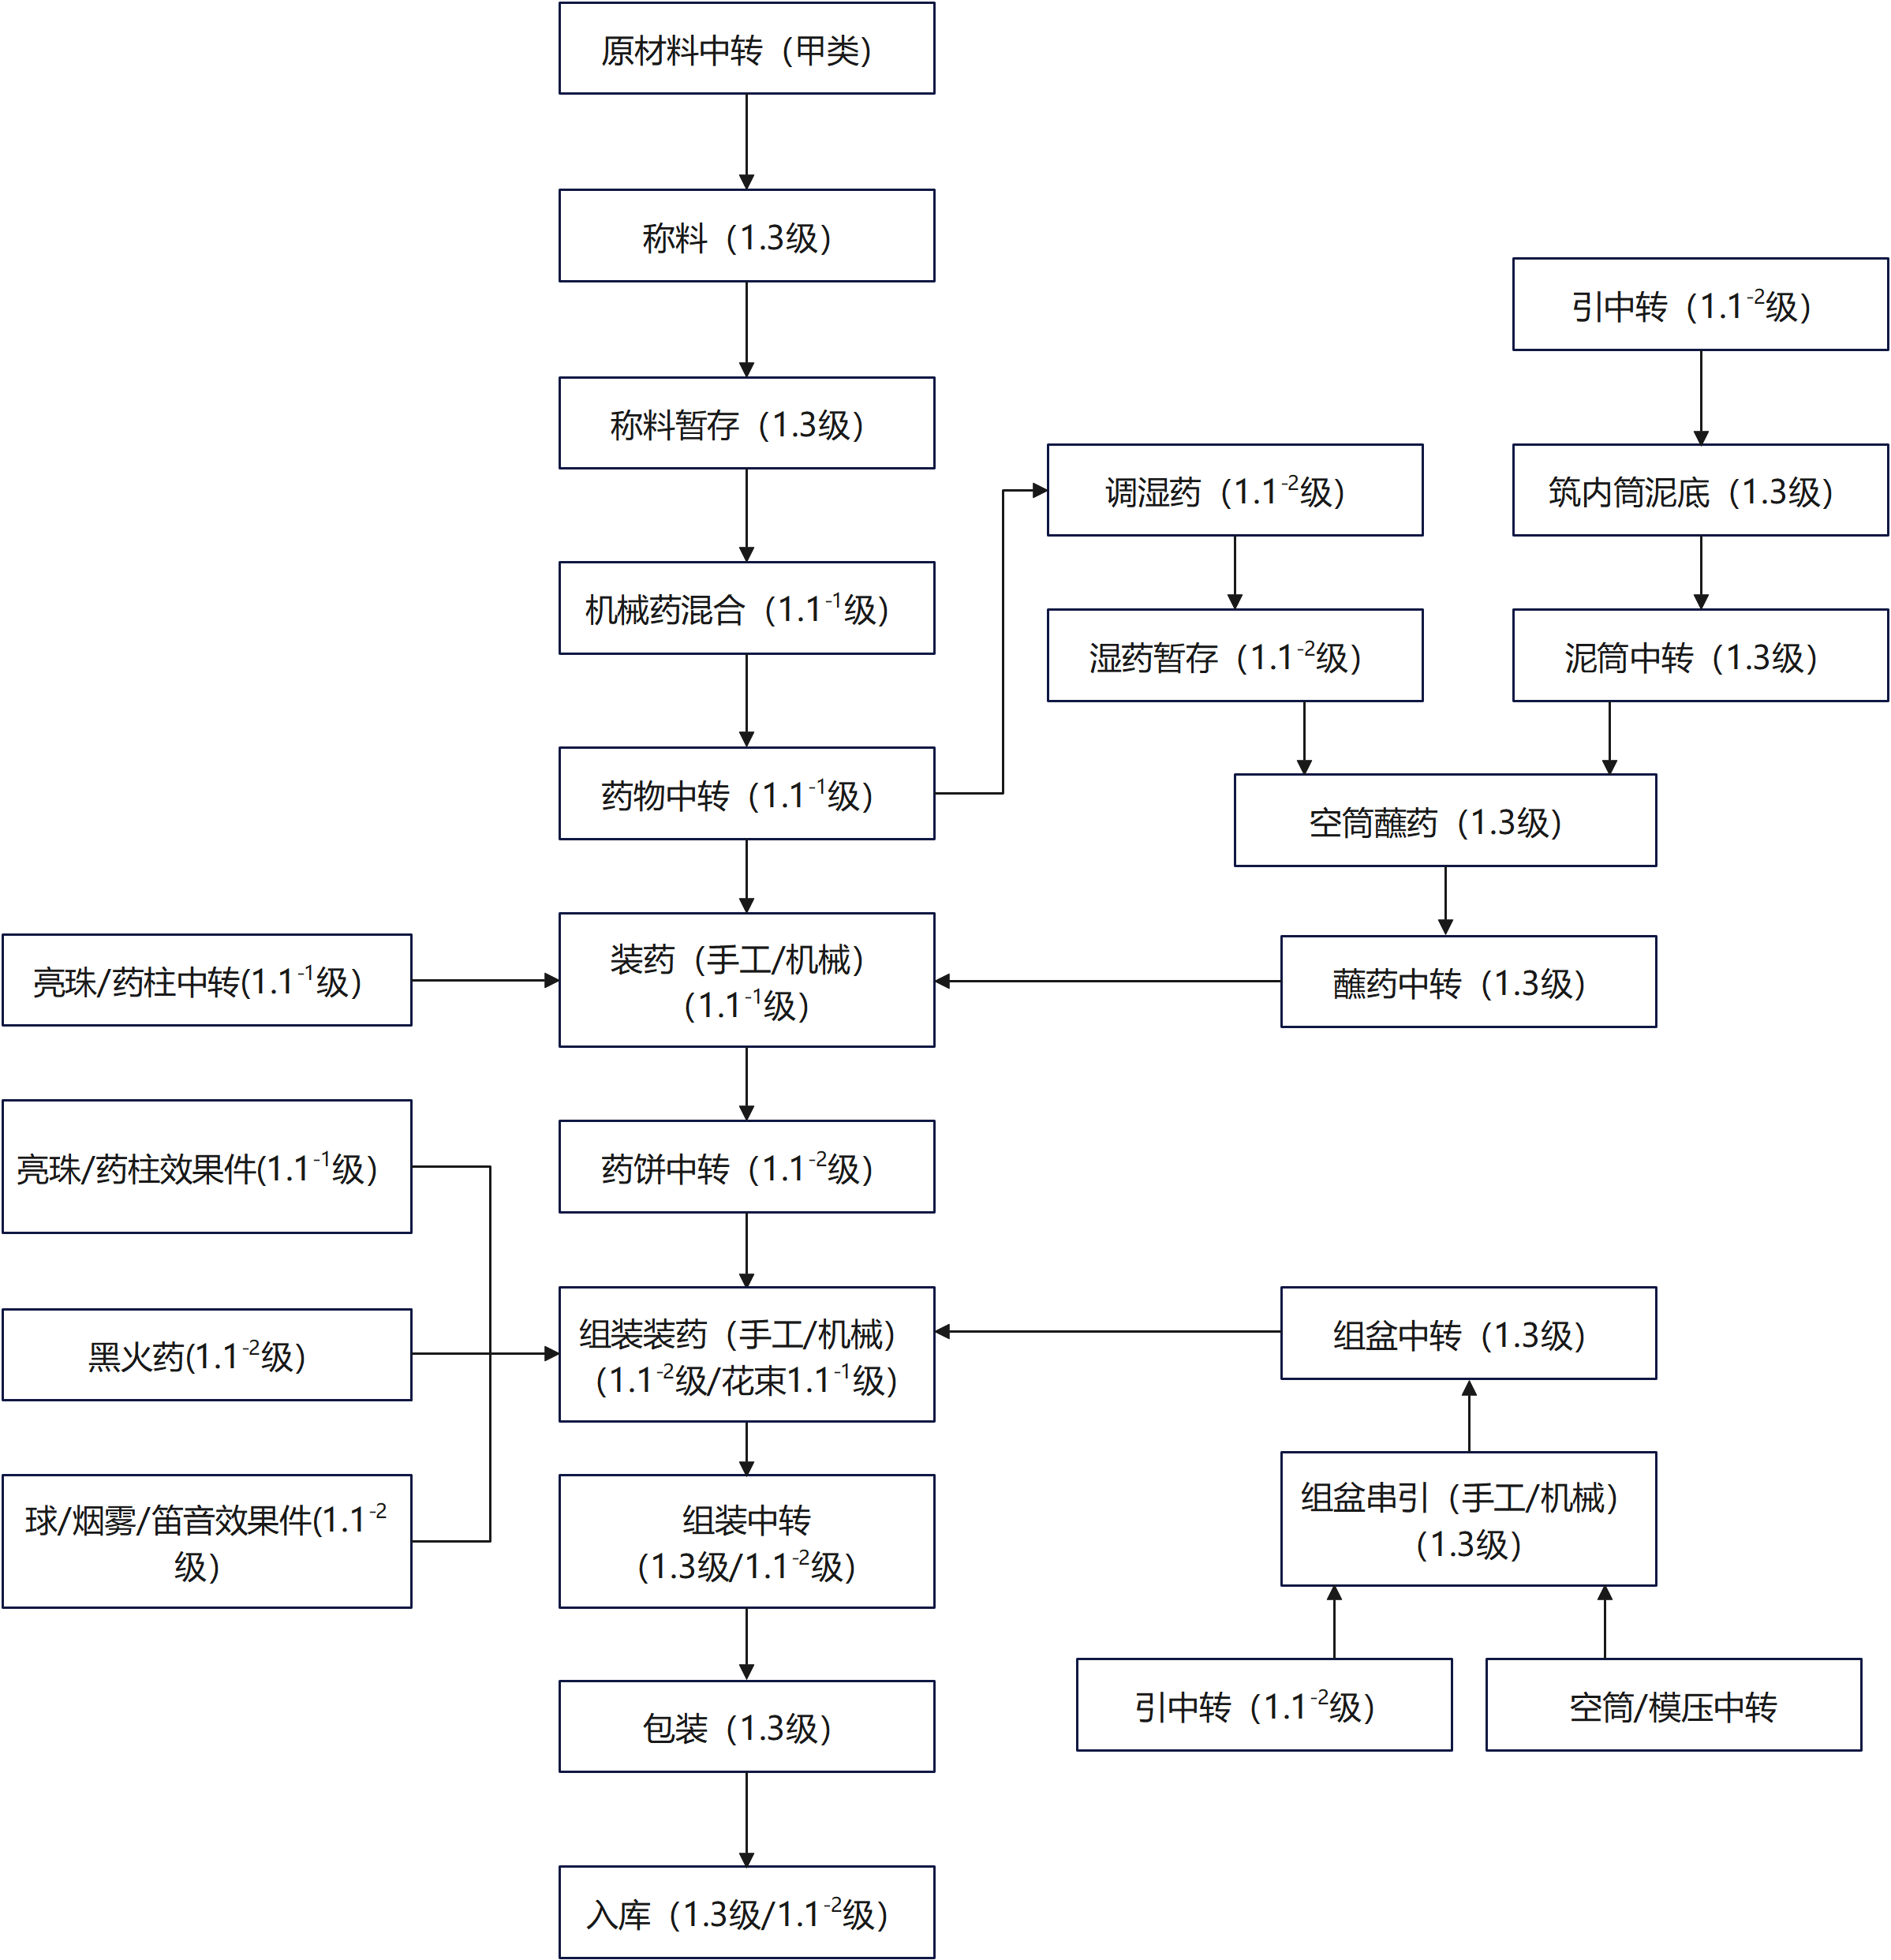 原材料中转（甲类）
称料（1.3级）
引中转（1.1⁻²级）
称料暂存（1.3级）
调湿药（1.1⁻²级）
筑内筒泥底（1.3级）
机械药混合（1.1⁻¹级）
湿药暂存（1.1⁻²级）
泥筒中转（1.3级）
药物中转（1.1⁻¹级）
空筒蘸药（1.3级）
亮珠/药柱中转(1.1⁻¹级）
装药（手工/机械）
（1.1⁻¹级）
蘸药中转（1.3级）
亮珠/药柱效果件(1.1⁻¹级）
药饼中转（1.1⁻²级）
黑火药(1.1⁻²级）
组装装药（手工/机械）
（1.1⁻²级/花束1.1⁻¹级）
组盆中转（1.3级）
球/烟雾/笛音效果件(1.1⁻²
级）
组装中转
（1.3级/1.1⁻²级）
组盆串引（手工/机械）
（1.3级）
包装（1.3级）
引中转（1.1⁻²级）
空筒/模压中转
入库（1.3级/1.1⁻²级）